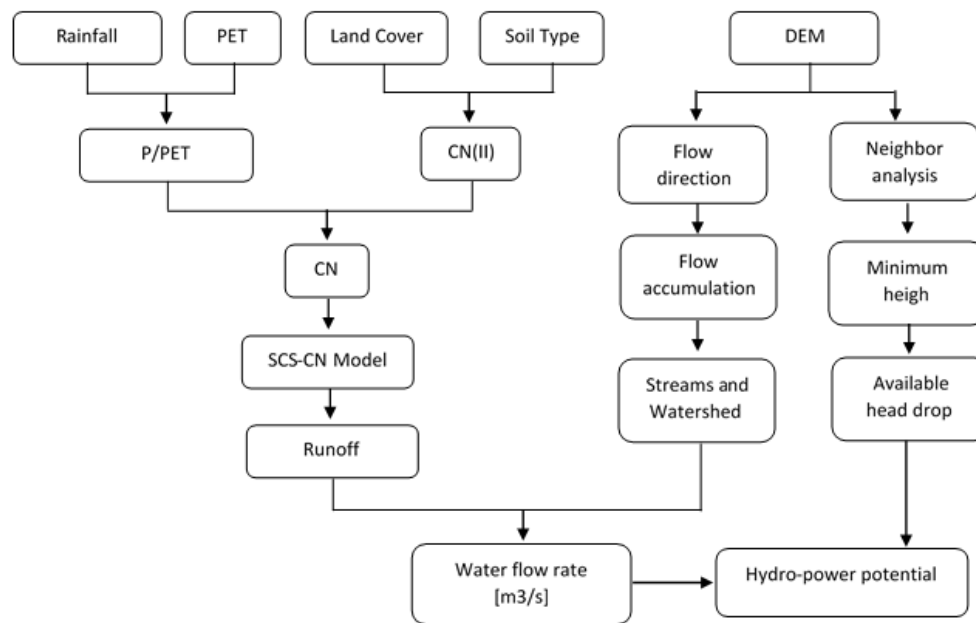 Rainfall
PET
Land Cover
Soil Type
DEM
P/PET
CN(II)
Flow
direction
Neighbor
analysis
CN
Flow
accumulation
Minimum
heigh
SCS-CN Model
Streams and
Watershed
Available
head drop
Runoff
Water flow rate
[m3/s]
Hydro-power potential